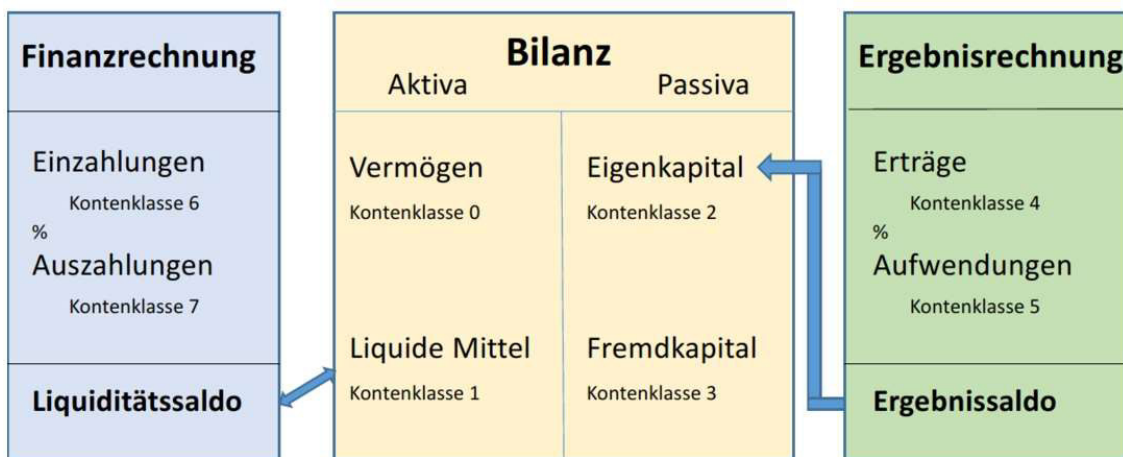 Finanzrechnung
Einzahlungen
Kontenklasse 6
%
Auszahlungen
Kontenklasse 7
Liquiditätssaldo
Bilanz
Aktiva Passiva
Vermögen
Kontenklasse 0
Liquide Mittel
Kontenklasse 1
Eigenkapital
Kontenklasse 2
Fremdkapital
Kontenklasse 3
Ergebnisrechnung
Erträge
Kontenklasse 4
%
Aufwendungen
Kontenklasse 5
Ergebnissaldo